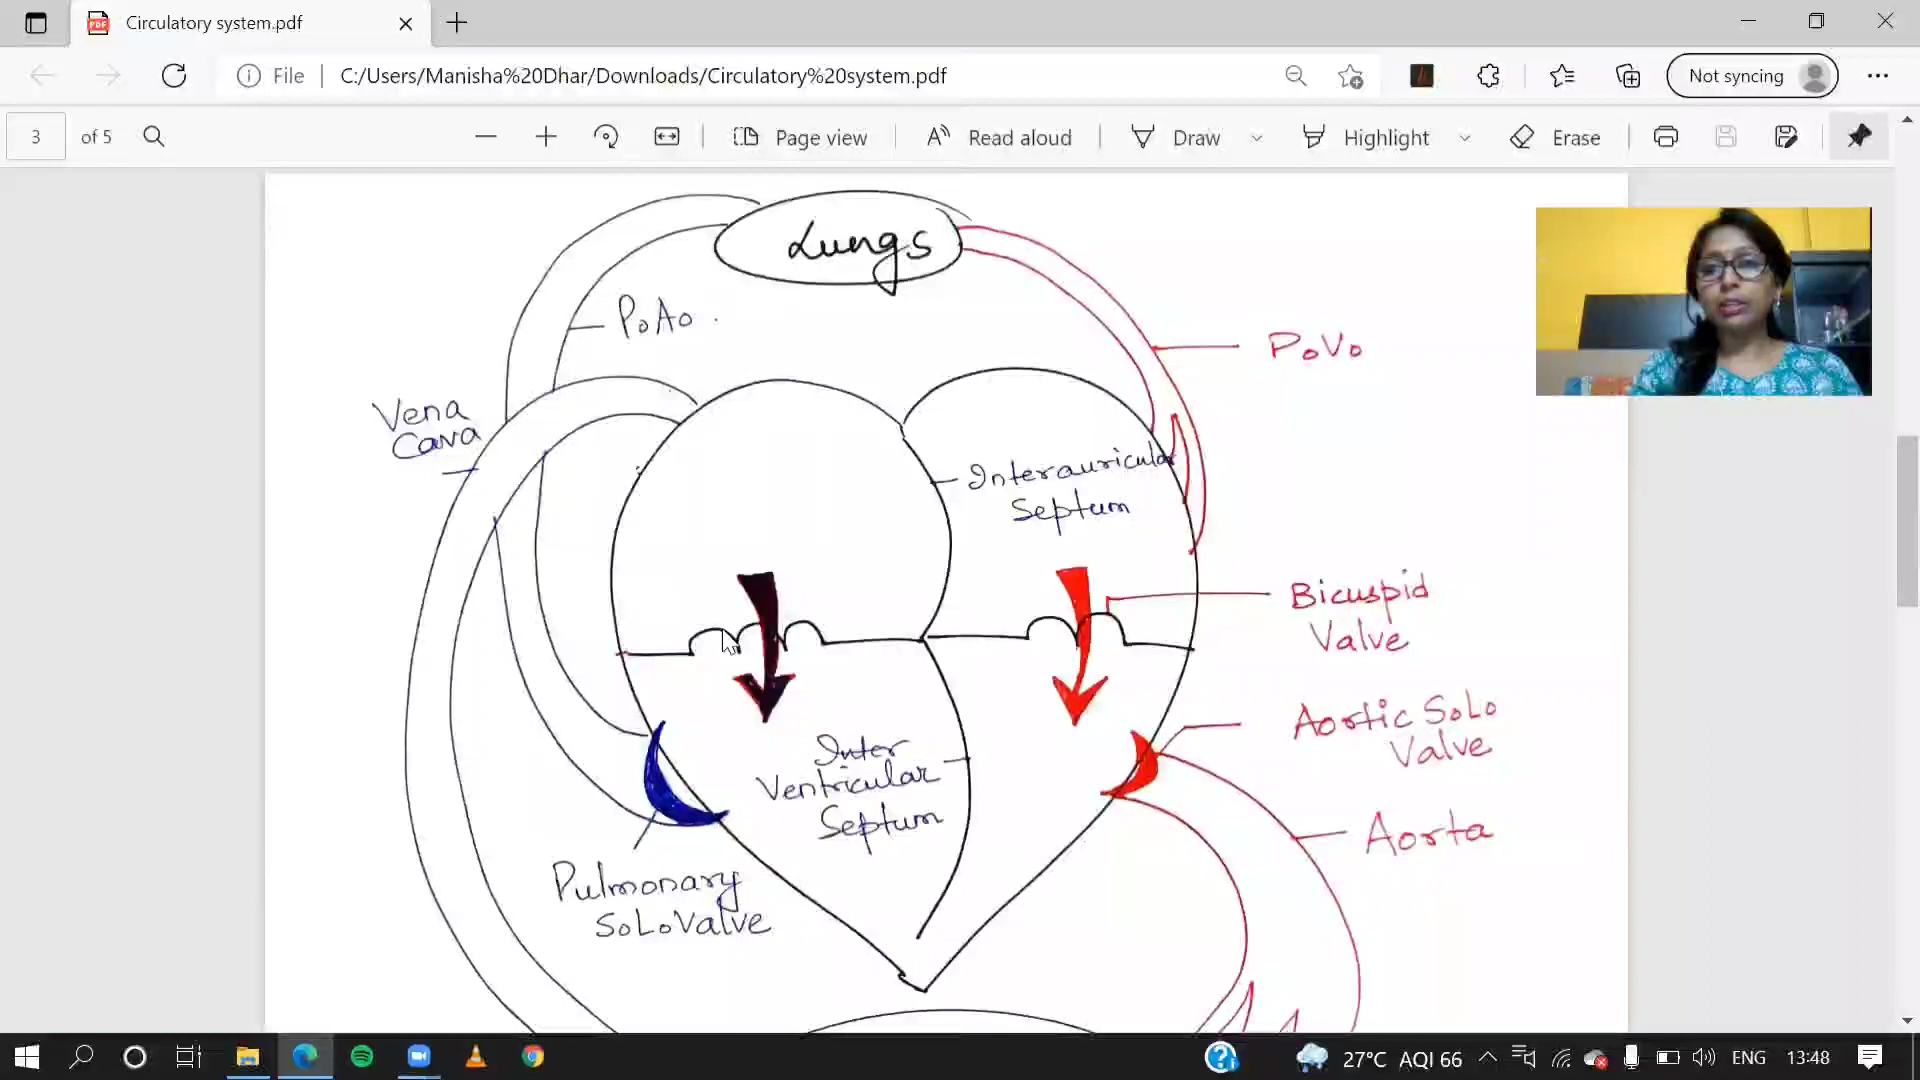 Circulatory system.pdf
File
C:/Users/Manisha%20Dhar/Downloads/Circulatory%20system.pdf
Not syncing
3 of 5
Page view
Read aloud
Draw
Highlight
Erase
Lungs
PoAo
PoVo
Vena
Cava
Interauricular
Septum
Bicuspid
Valve
Aortic SoLo
Valve
Inter
Ventricular
Septum
Aorta
Pulmonary
SoLoValve
27°C AQI 66
ENG
13:48